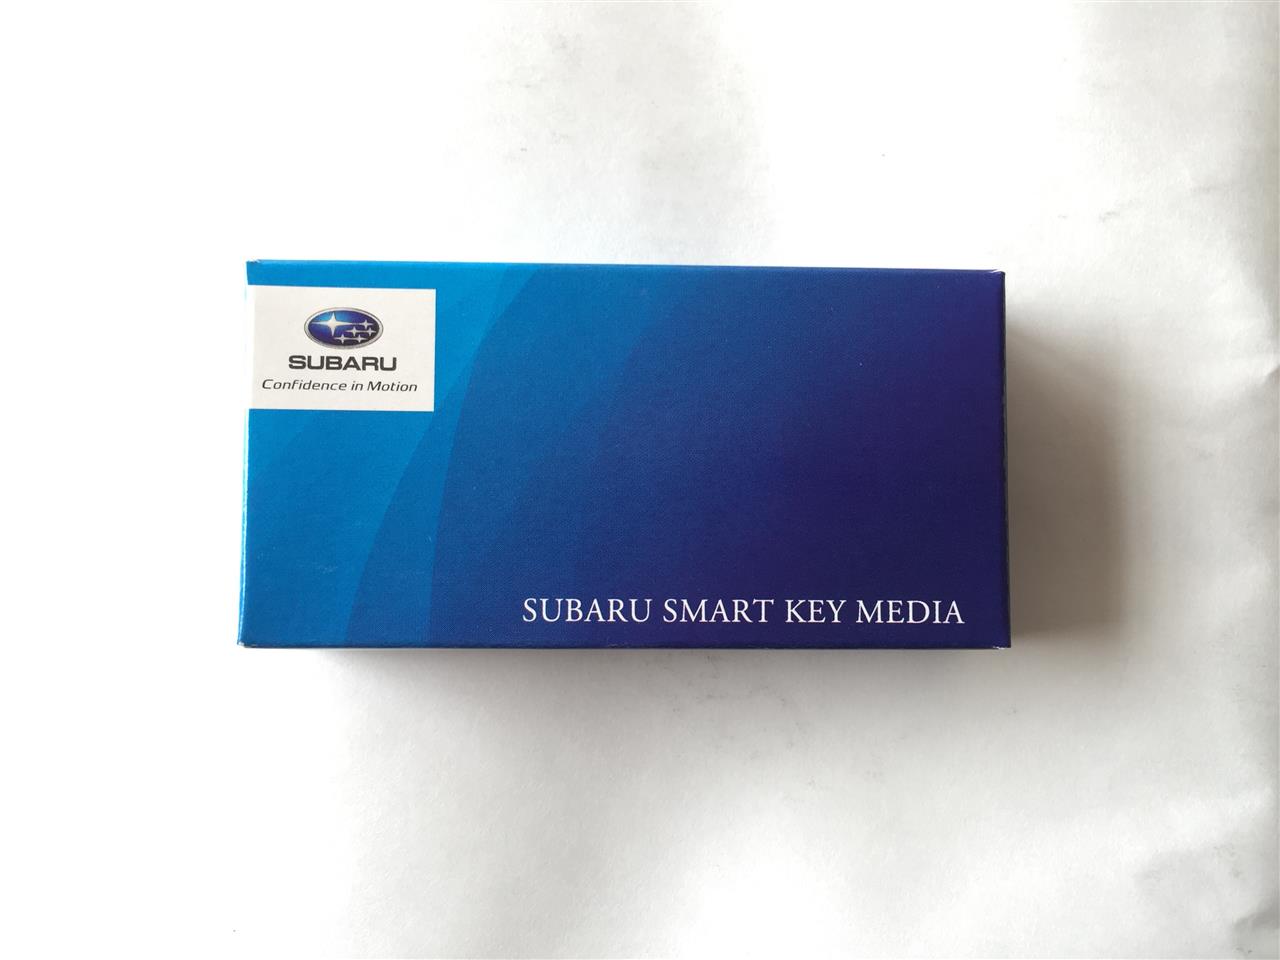 SUBARU
Confidence in Motion
SUBARU SMART KEY MEDIA